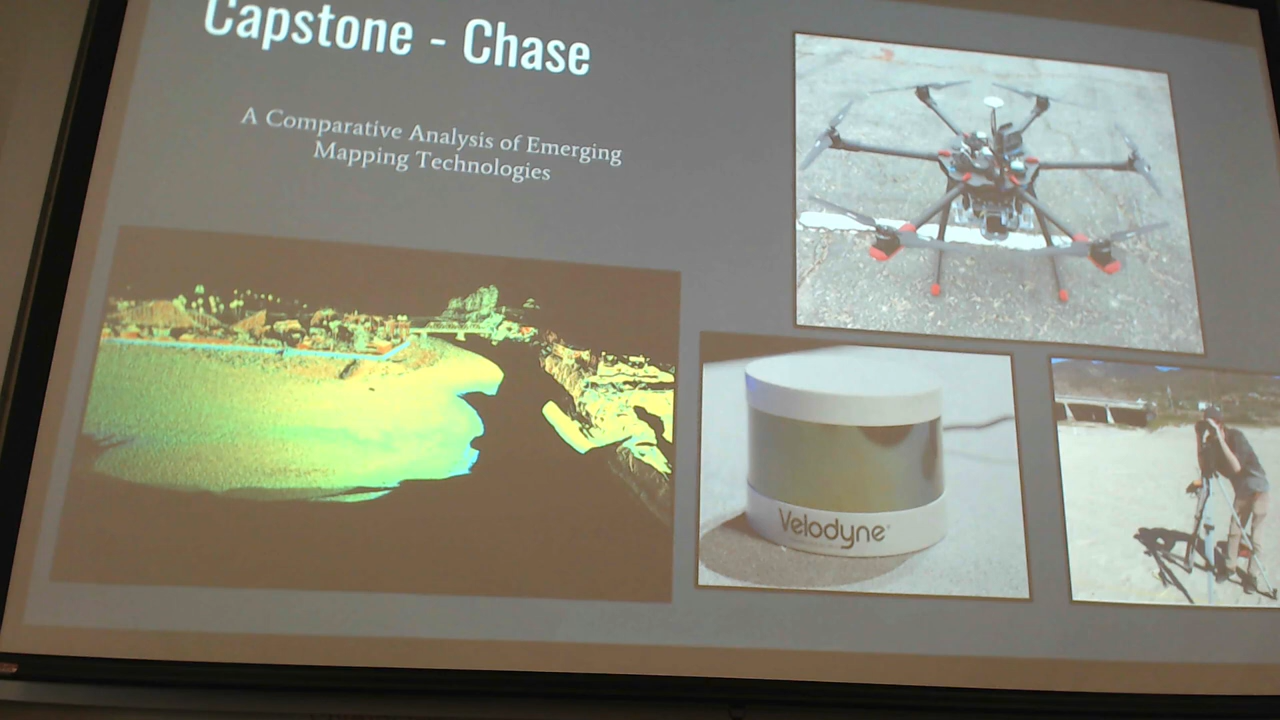 Capstone - Chase
A Comparative Analysis of Emerging
Mapping Technologies
Velodyne